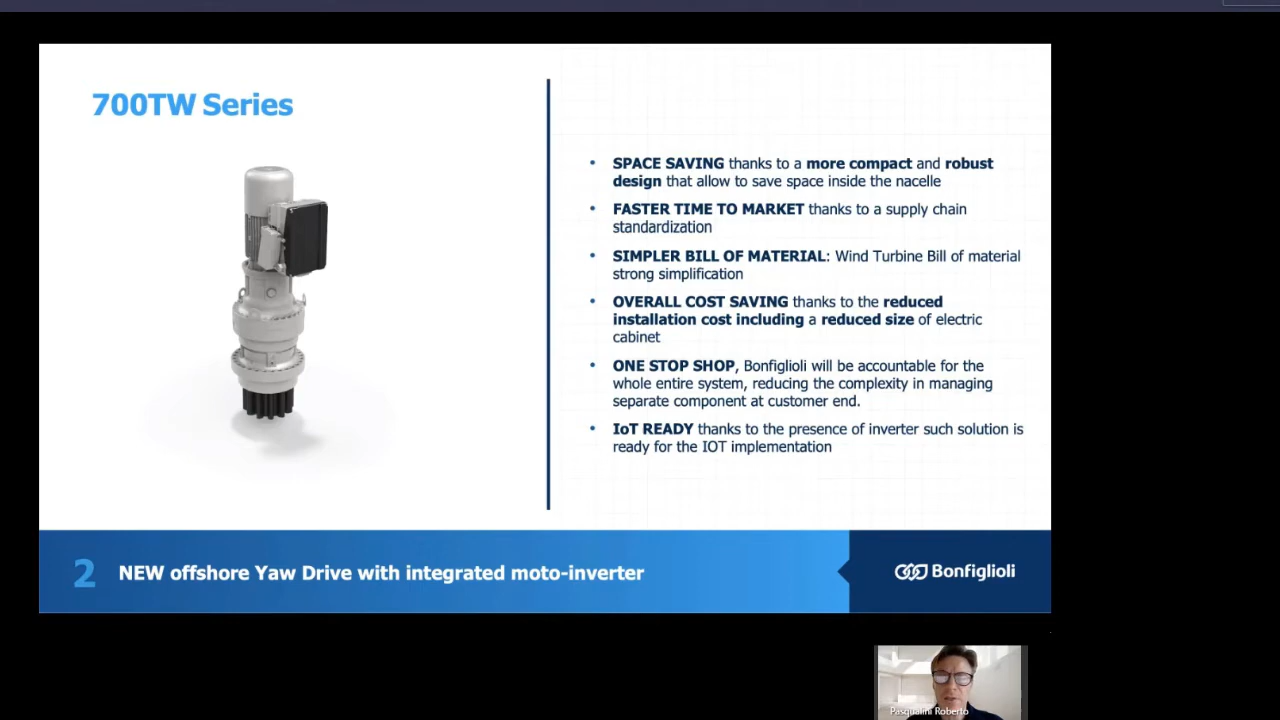 700TW Series
• SPACE SAVING thanks to a more compact and robust
design that allow to save space inside the nacelle
• FASTER TIME TO MARKET thanks to a supply chain
standardization
• SIMPLER BILL OF MATERIAL: Wind Turbine Bill of material
strong simplification
• OVERALL COST SAVING thanks to the reduced
installation cost including a reduced size of electric
cabinet
• ONE STOP SHOP, Bonfiglioli will be accountable for the
whole entire system, reducing the complexity in managing
separate component at customer end.
• IoT READY thanks to the presence of inverter such solution is
ready for the IOT implementation
2 NEW offshore Yaw Drive with integrated moto-inverter
Bonfiglioli
Pasqualini Roberto